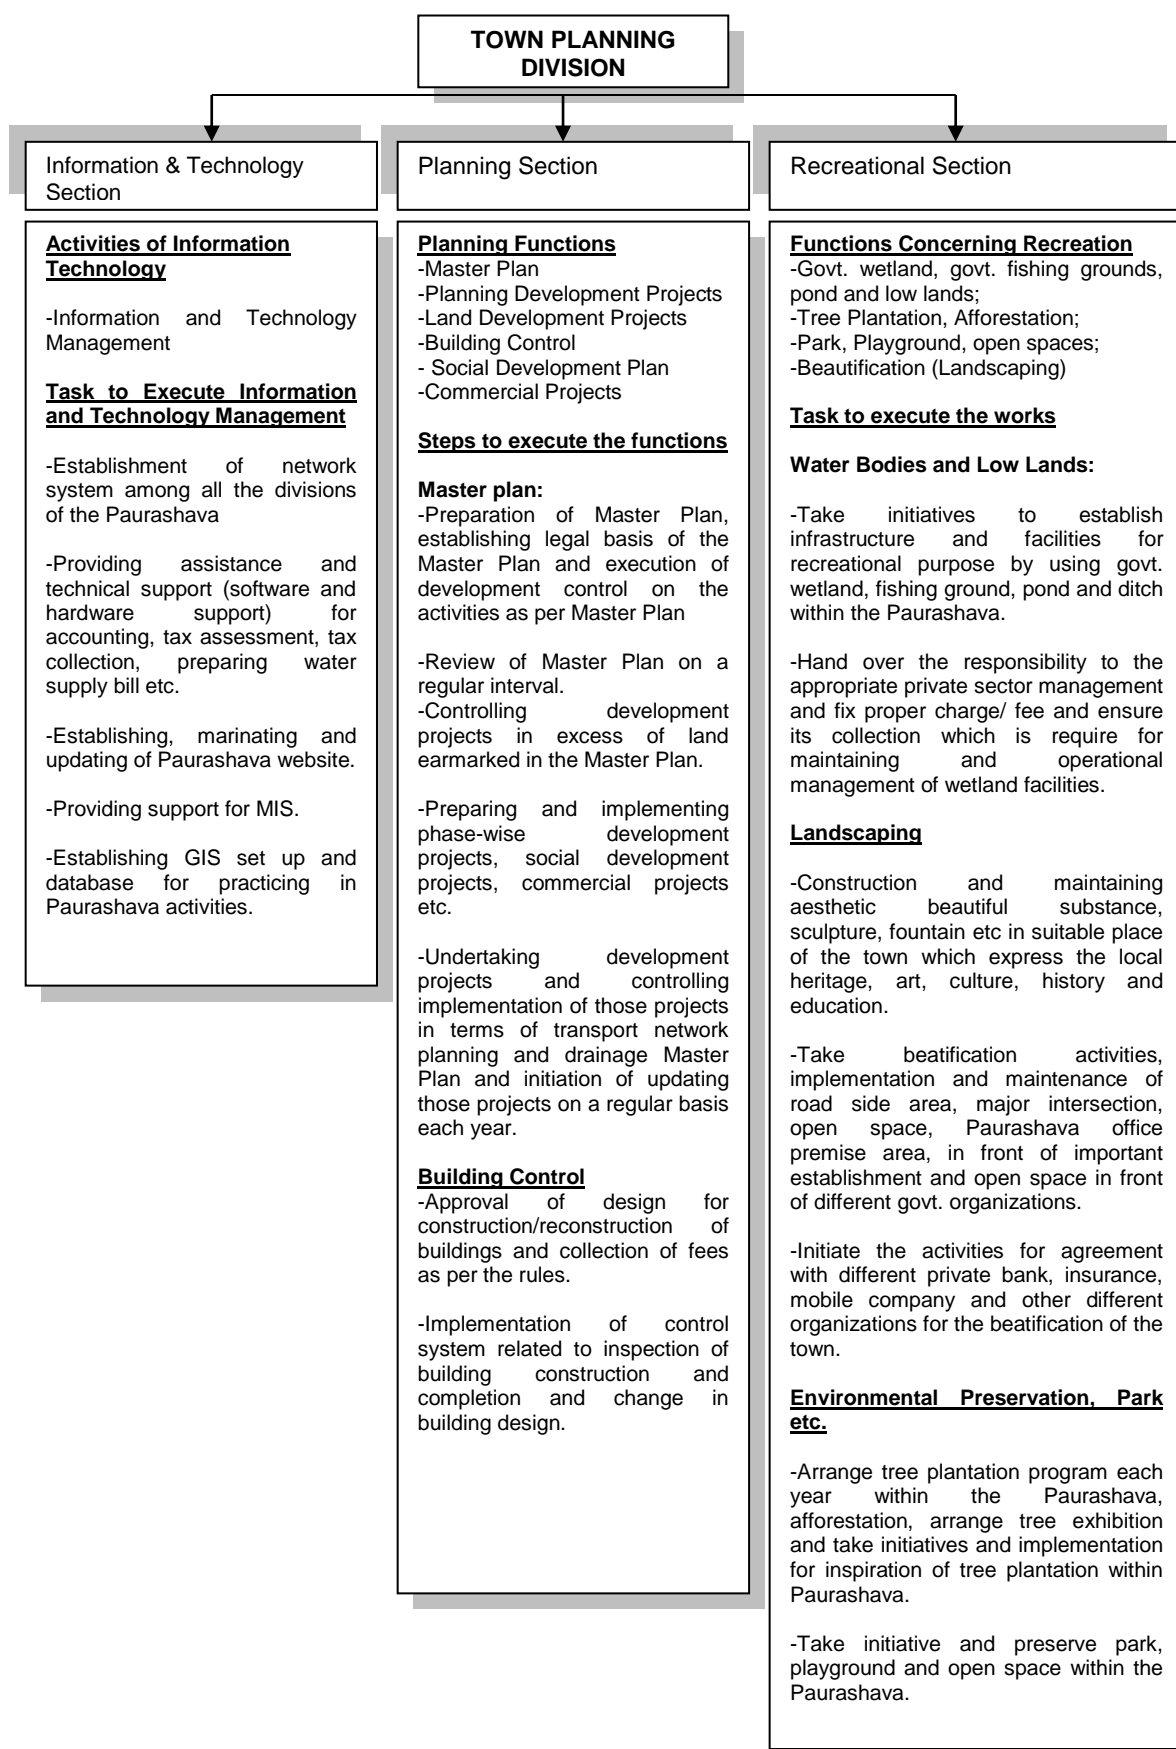 TOWN PLANNING
DIVISION
Information & Technology
Section
Activities of Information
Technology
-Information and Technology
Management
Task to Execute Information
and Technology Management
-Establishment of network
system among all the divisions
of the Paurashava
-Providing assistance and
technical support (software and
hardware support) for
accounting, tax assessment, tax
collection, preparing water
supply bill etc.
-Establishing, marinating and
updating of Paurashava website.
-Providing support for MIS.
-Establishing GIS set up and
database for practicing in
Paurashava activities.
Planning Section
Planning Functions
-Master Plan
-Planning Development Projects
-Land Development Projects
-Building Control
- Social Development Plan
-Commercial Projects
Steps to execute the functions
Master plan:
-Preparation of Master Plan,
establishing legal basis of the
Master Plan and execution of
development control on the
activities as per Master Plan
-Review of Master Plan on a
regular interval.
-Controlling development
projects in excess of land
earmarked in the Master Plan.
-Preparing and implementing
phase-wise development
projects, social development
projects, commercial projects
etc.
-Undertaking development
projects and controlling
implementation of those projects
in terms of transport network
planning and drainage Master
Plan and initiation of updating
those projects on a regular basis
each year.
Building Control
-Approval of design for
construction/reconstruction of
buildings and collection of fees
as per the rules.
-Implementation of control
system related to inspection of
building construction and
completion and change in
building design.
Recreational Section
Functions Concerning Recreation
-Govt. wetland, govt. fishing grounds,
pond and low lands;
-Tree Plantation, Afforestation;
-Park, Playground, open spaces;
-Beautification (Landscaping)
Task to execute the works
Water Bodies and Low Lands:
-Take initiatives to establish
infrastructure and facilities for
recreational purpose by using govt.
wetland, fishing ground, pond and ditch
within the Paurashava.
-Hand over the responsibility to the
appropriate private sector management
and fix proper charge/ fee and ensure
its collection which is require for
maintaining and operational
management of wetland facilities.
Landscaping
-Construction and maintaining
aesthetic beautiful substance,
sculpture, fountain etc in suitable place
of the town which express the local
heritage, art, culture, history and
education.
-Take beatification activities,
implementation and maintenance of
road side area, major intersection,
open space, Paurashava office
premise area, in front of important
establishment and open space in front
of different govt. organizations.
-Initiate the activities for agreement
with different private bank, insurance,
mobile company and other different
organizations for the beatification of the
town.
Environmental Preservation, Park
etc.
-Arrange tree plantation program each
year within the Paurashava,
afforestation, arrange tree exhibition
and take initiatives and implementation
for inspiration of tree plantation within
Paurashava.
-Take initiative and preserve park,
playground and open space within the
Paurashava.